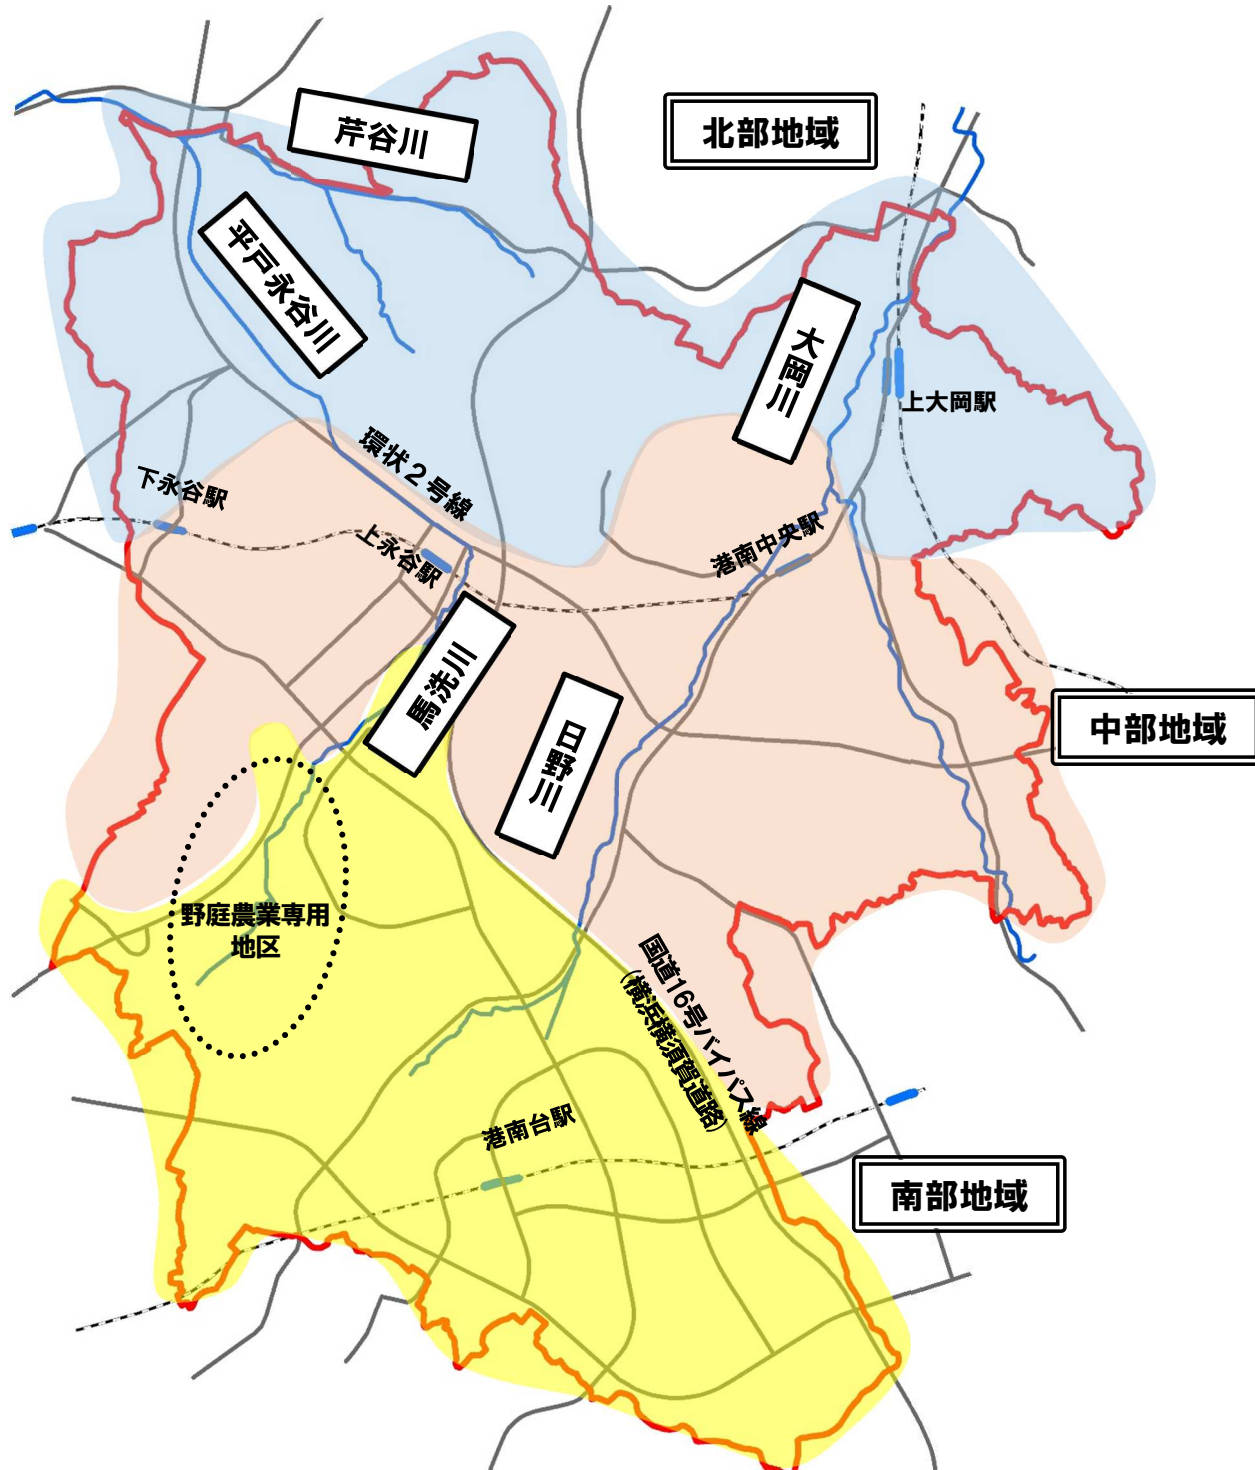 芹谷川
北部地域
平戸永谷川
大岡川
上大岡駅
環状２号線
下永谷駅
上永谷駅
港南中央駅
馬洗川
日野川
中部地域
野庭農業専用
地区
国道16号バイパス線
(横浜横須賀道路)
港南台駅
南部地域